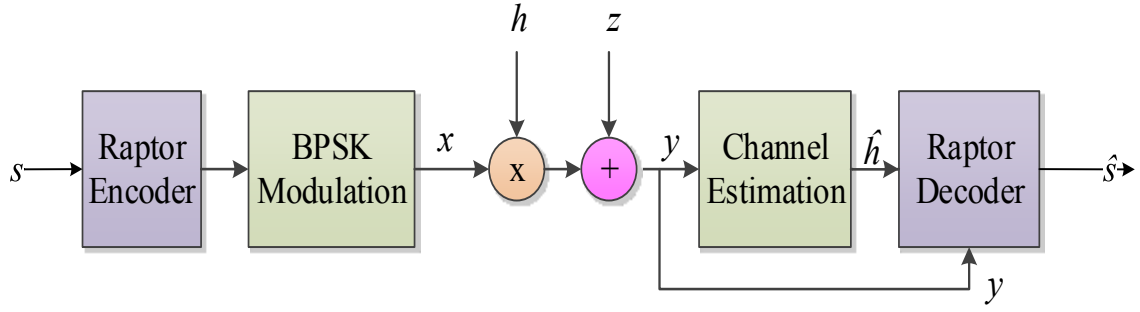 h
z
s
Raptor
Encoder
BPSK
Modulation
x
x
+
y
Channel
Estimation
ĥ
Raptor
Decoder
ŝ
y